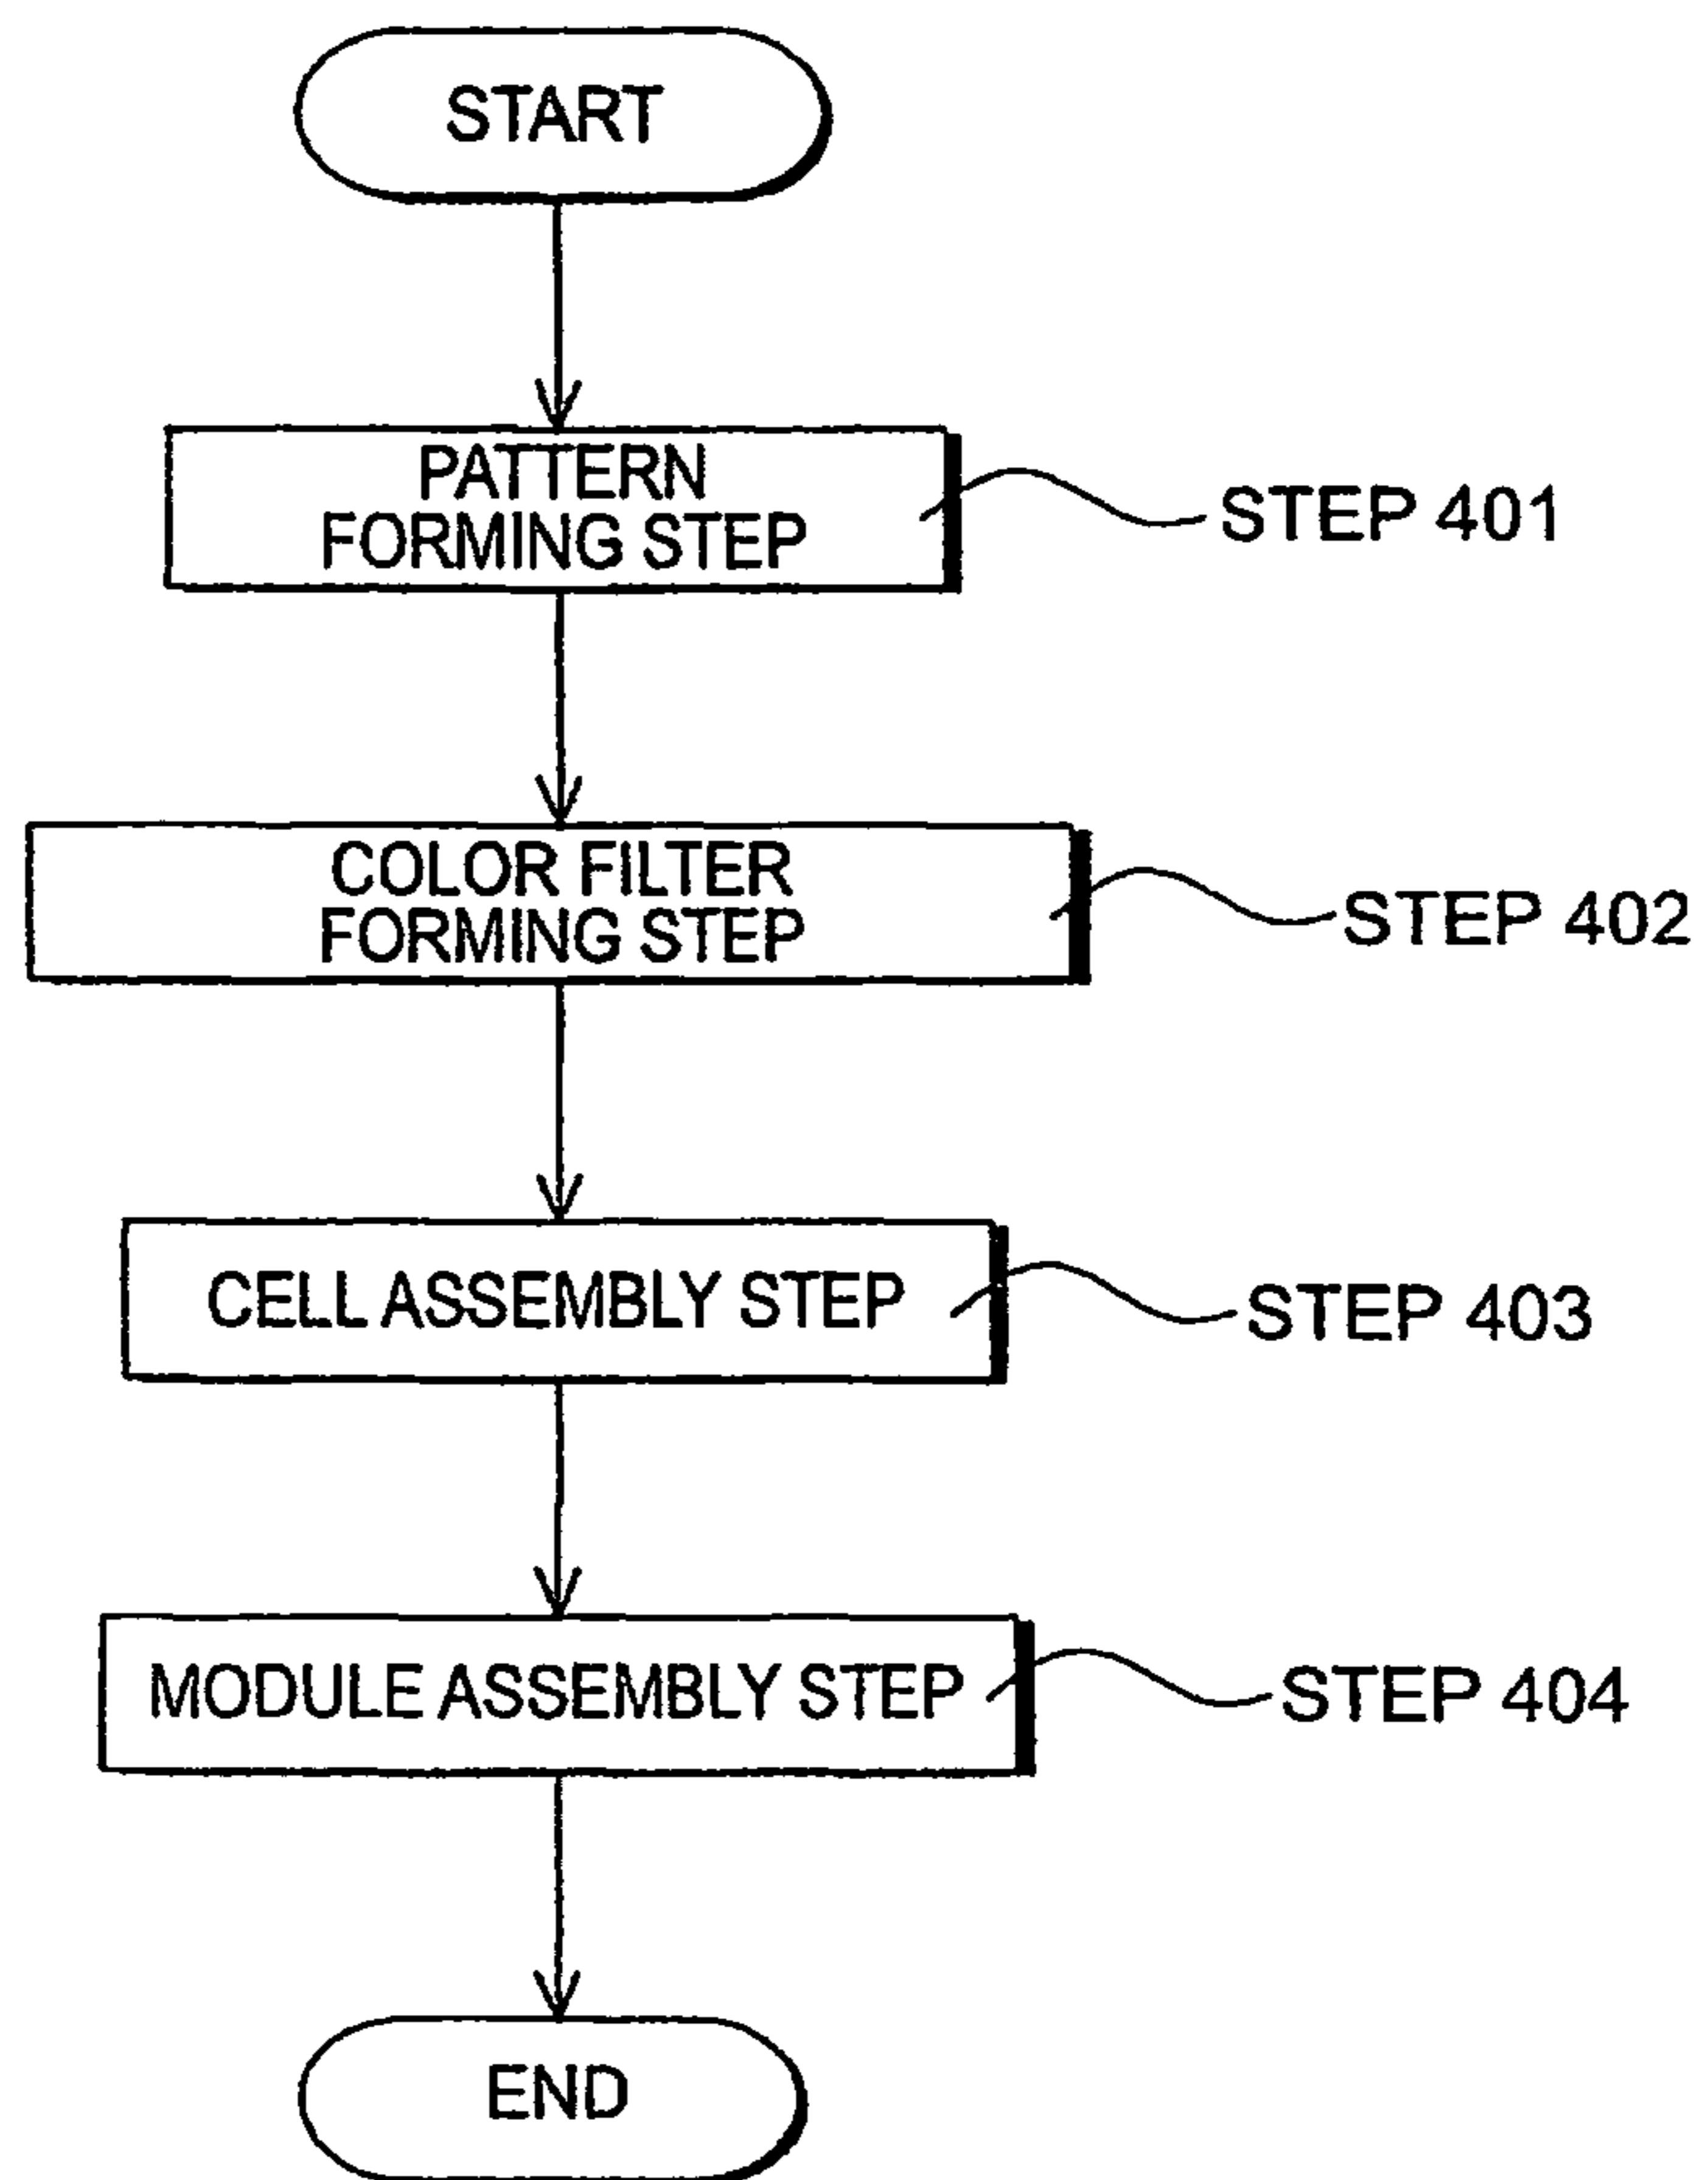 START
PATTERN
FORMING STEP
STEP 401
COLOR FILTER
FORMING STEP
STEP 402
CELL ASSEMBLY STEP
STEP 403
MODULE ASSEMBLY STEP
STEP 404
END